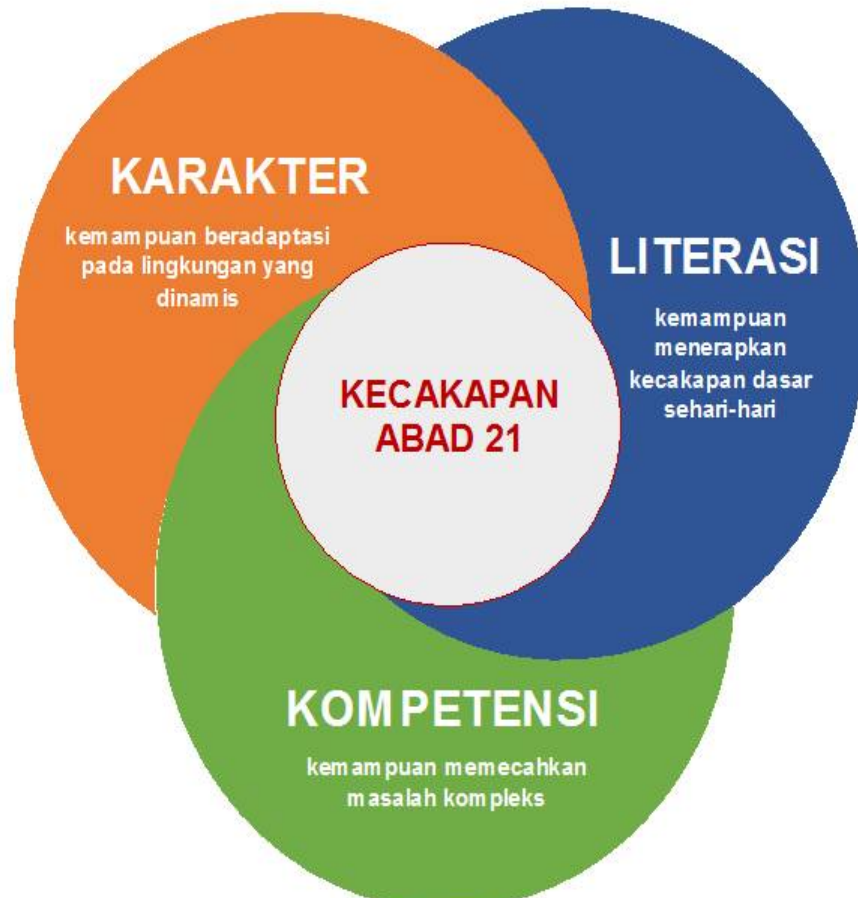 KARAKTER
kemampuan beradaptasi
pada lingkungan yang
dinamis
LITERASI
kemampuan
menerapkan
kecakapan dasar
sehari-hari
KECAKAPAN
ABAD 21
KOMPETENSI
kemampuan memecahkan
masalah kompleks